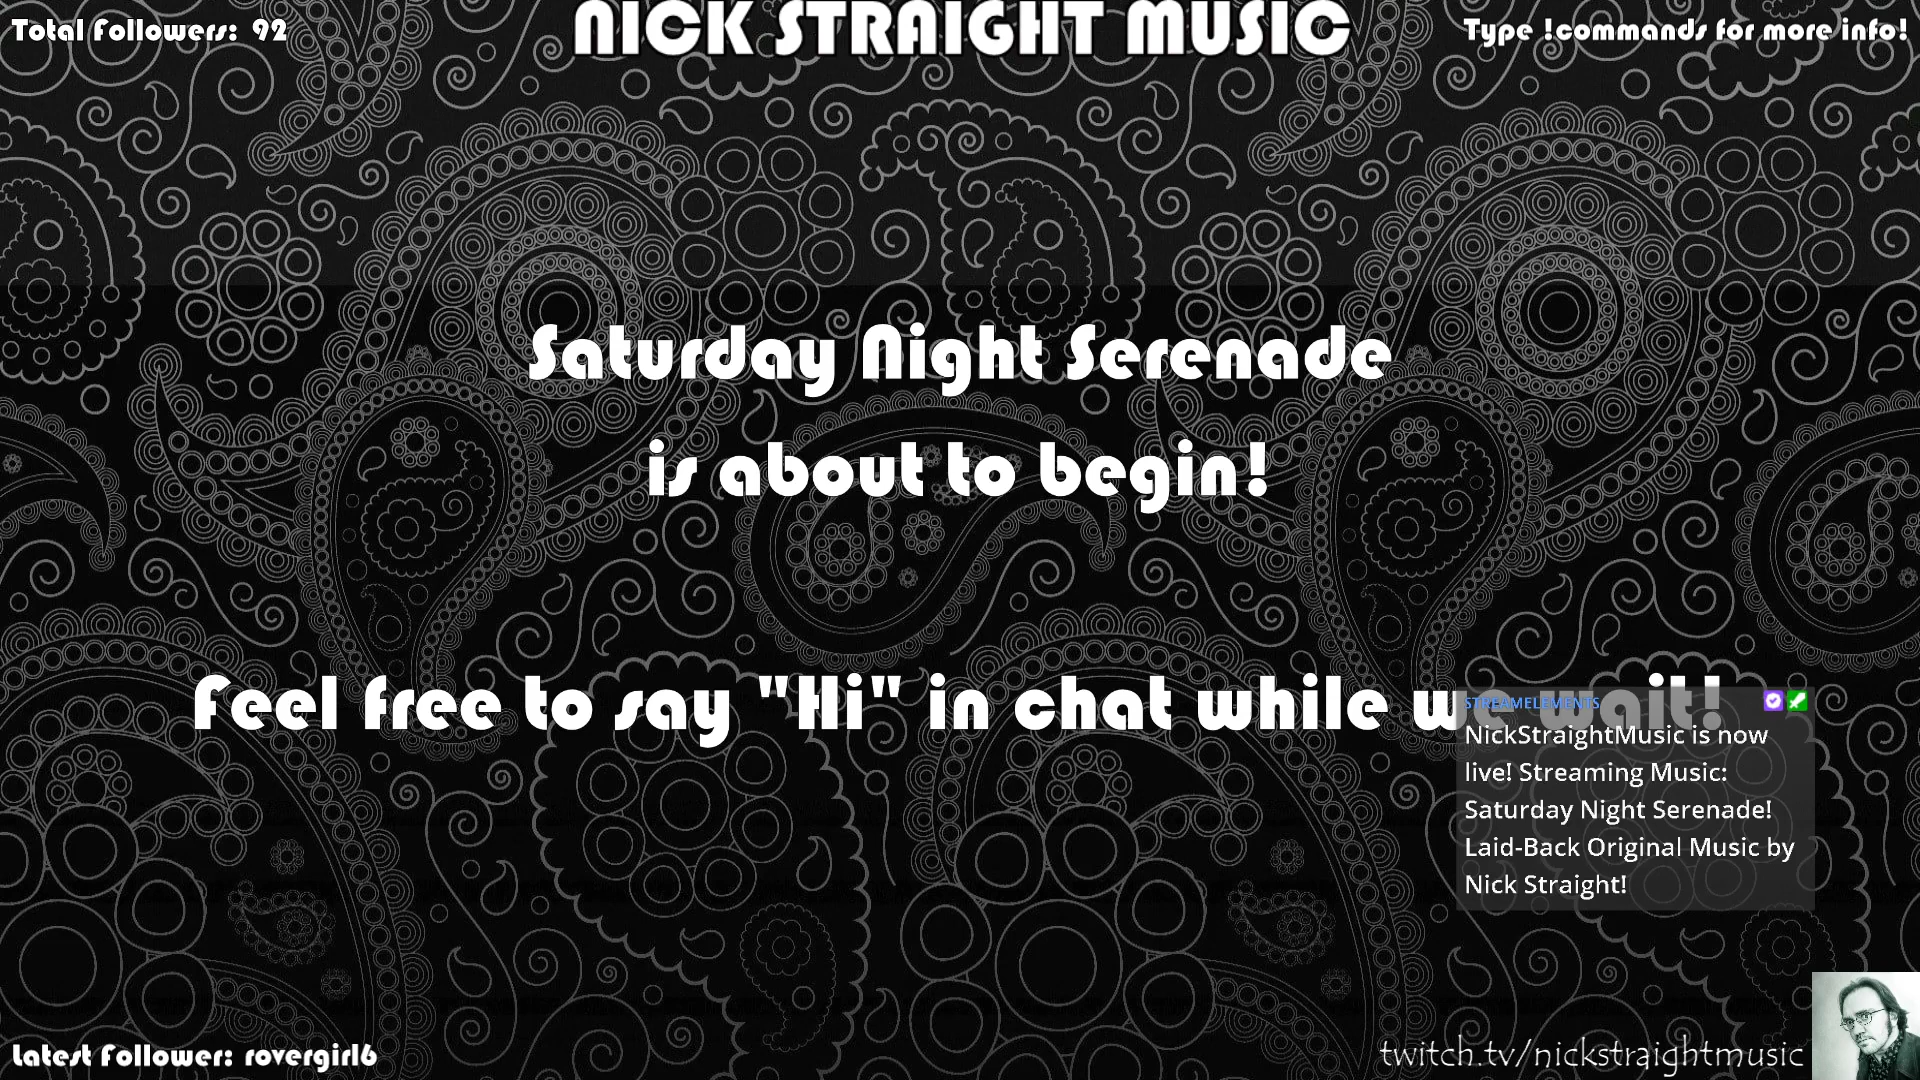 Total Followers: 92
NICK STRAIGHT MUSIC
Type !commands for more info!
Saturday Night Serenade
is about to begin!
Feel free to say "Hi" in chat while we wait!
STREAMELEMENTS
NickStraightMusic is now
live! Streaming Music:
Saturday Night Serenade!
Laid-Back Original Music by
Nick Straight!
Latest Follower: rovergirl6
twitch.tv/nickstraightmusic